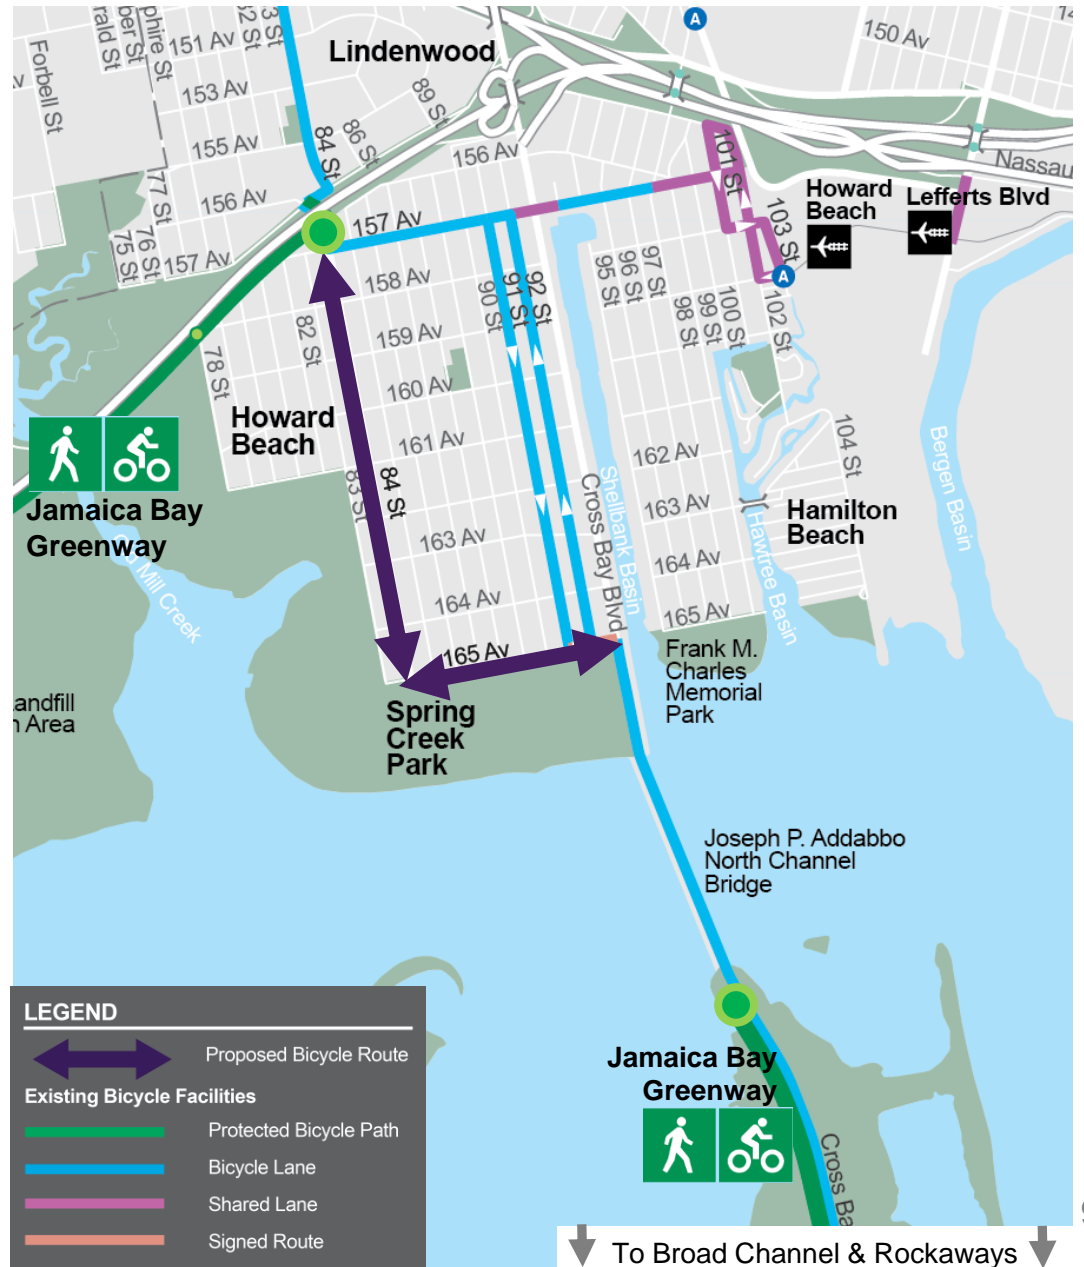 Lindenwood
Forbell St
151 Av
153 Av
155 Av
156 Av
157 Av
77 St
76 St
75 St
84 St
86 St
89 St
156 Av
150 Av
Nassau
101 St
103 St
Howard
Beach
Lefferts Blvd
A
A
157 Av
158 Av
159 Av
160 Av
161 Av
163 Av
164 Av
165 Av
78 St
82 St
83 St
84 St
90 St
91 St
92 St
95 St
96 St
97 St
98 St
99 St
100 St
102 St
104 St
162 Av
163 Av
164 Av
165 Av
Howard
Beach
Jamaica Bay
Greenway
Old Mill Creek
Shellbank Basin
Cross Bay Blvd
Hawtree Basin
Bergen Basin
Hamilton
Beach
Frank M.
Charles
Memorial
Park
Spring
Creek
Park
andfill
n Area
Joseph P. Addabbo
North Channel
Bridge
Jamaica Bay
Greenway
Cross Ba
LEGEND
Proposed Bicycle Route
Existing Bicycle Facilities
Protected Bicycle Path
Bicycle Lane
Shared Lane
Signed Route
To Broad Channel & Rockaways